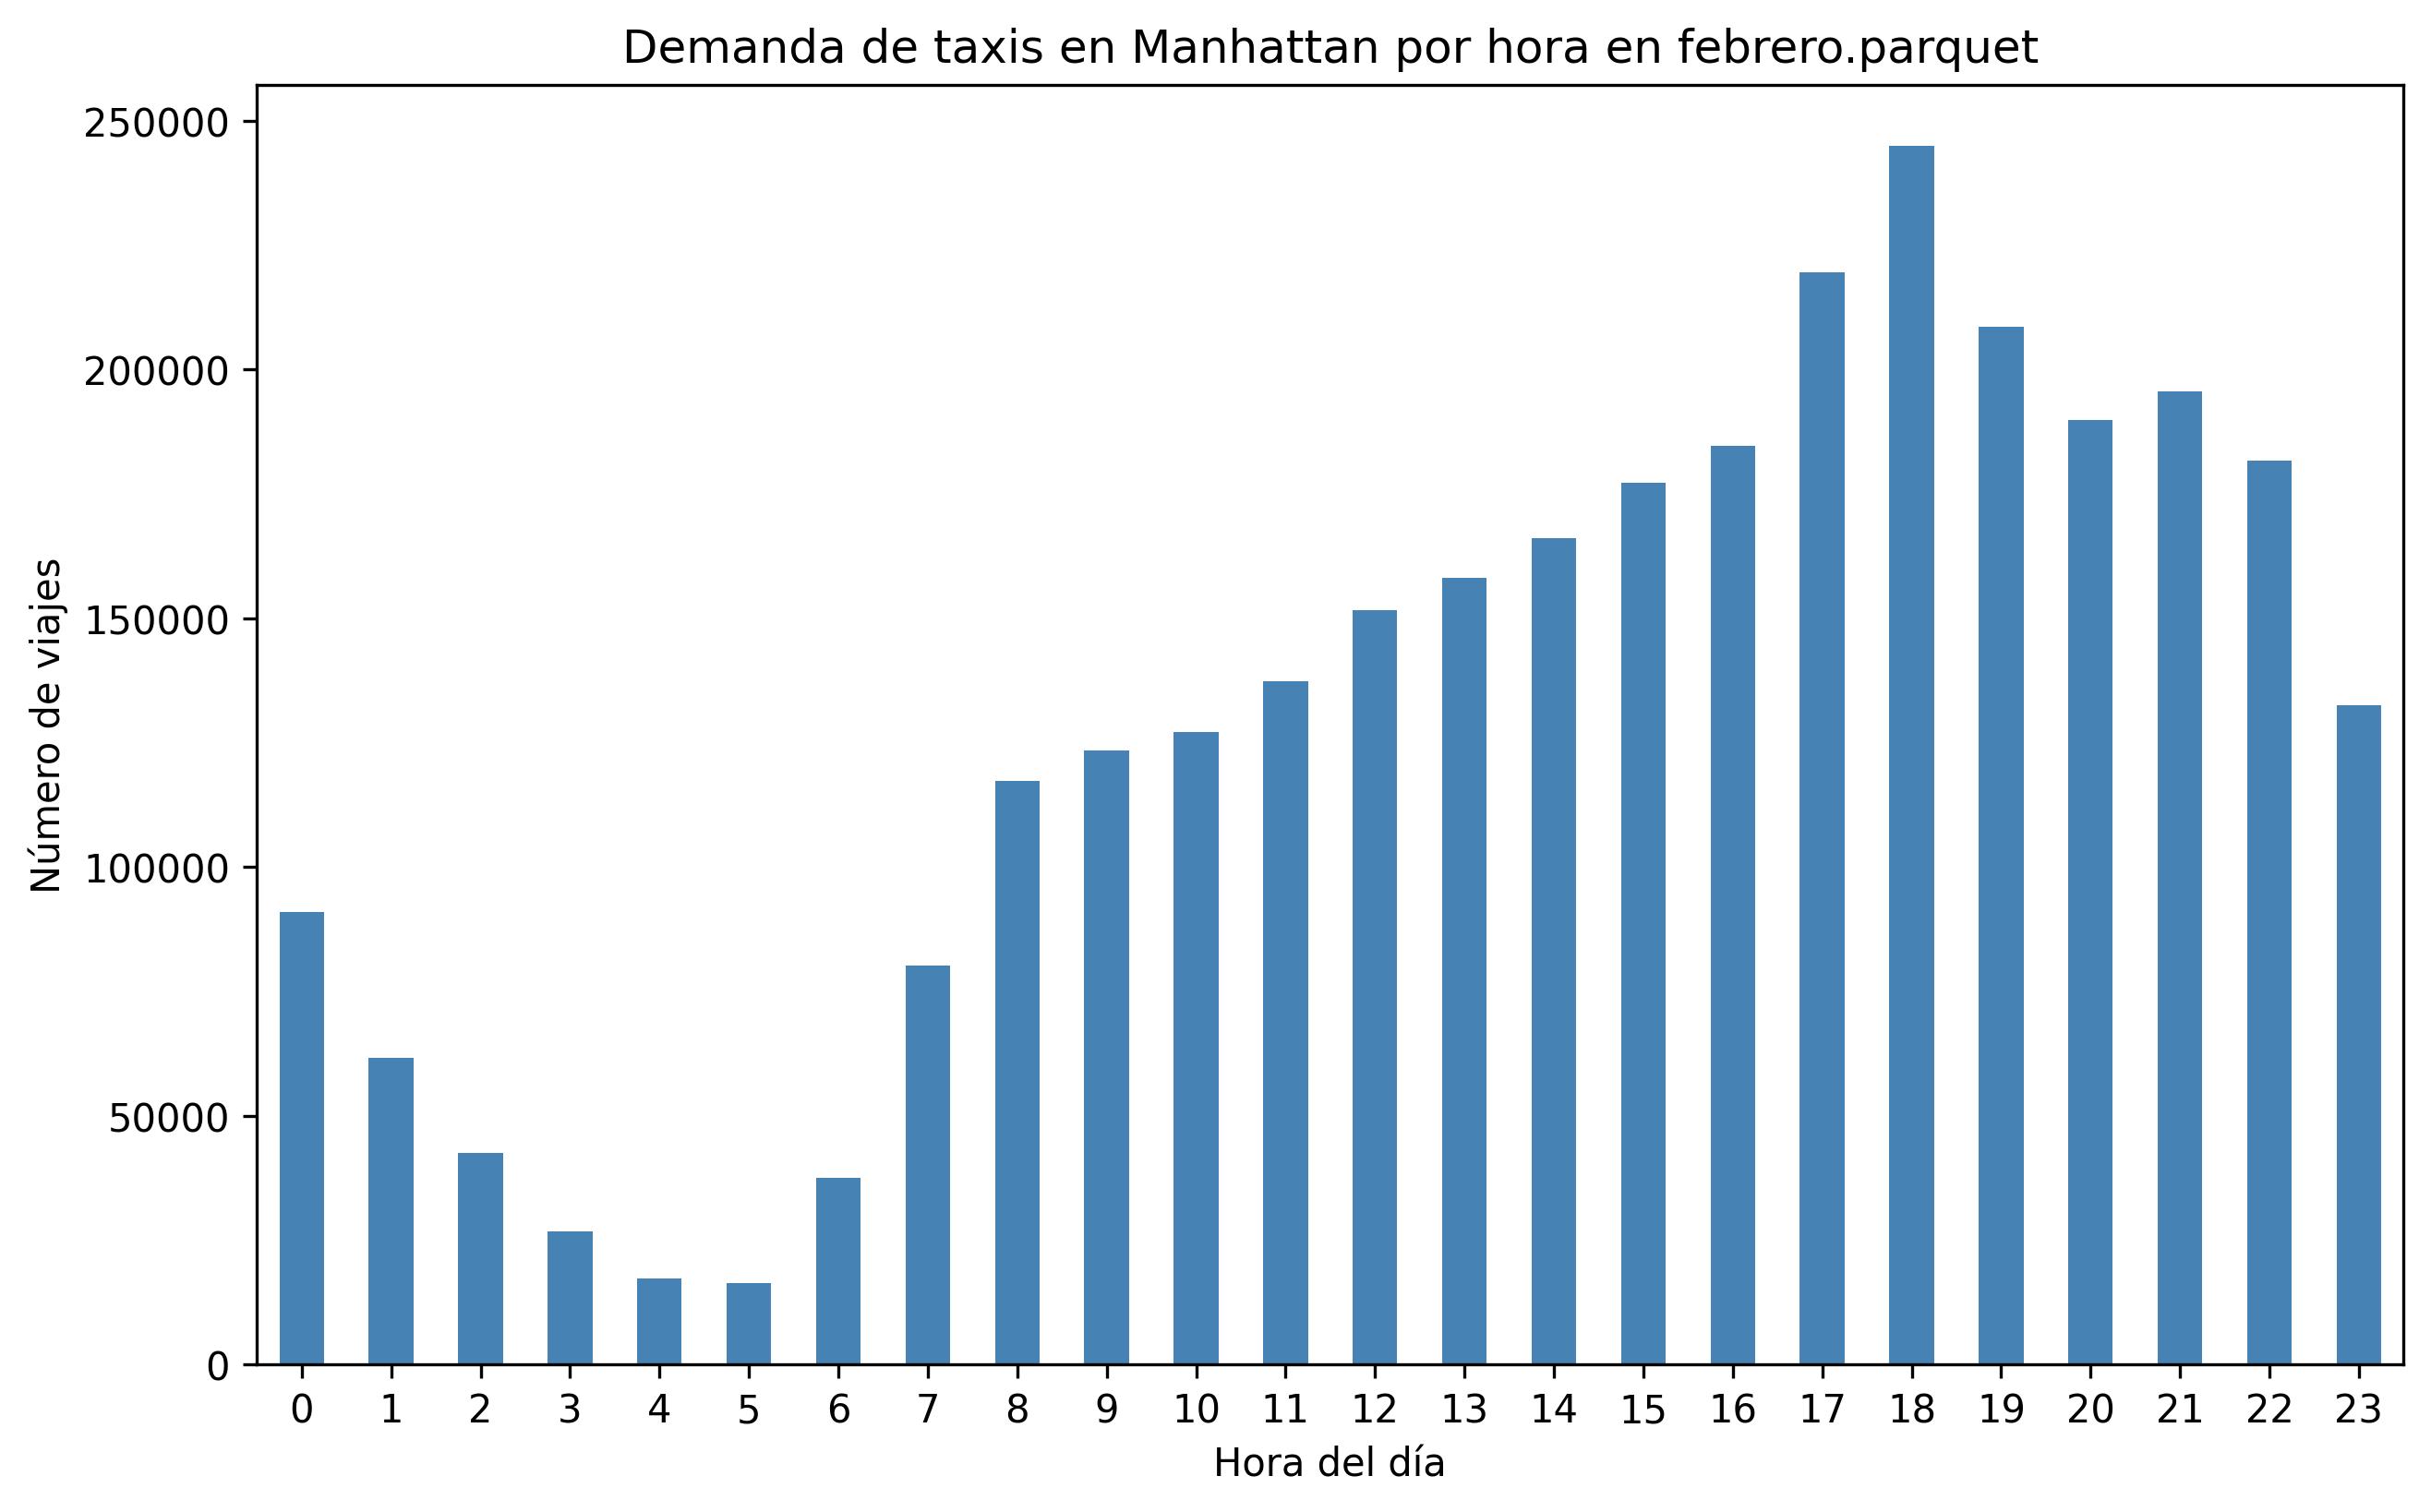 Demanda de taxis en Manhattan por hora en febrero.parquet
Número de viajes
250000
200000
150000
100000
50000
0
0 1 2 3 4 5 6 7 8 9 10 11 12 13 14 15 16 17 18 19 20 21 22 23
Hora del día